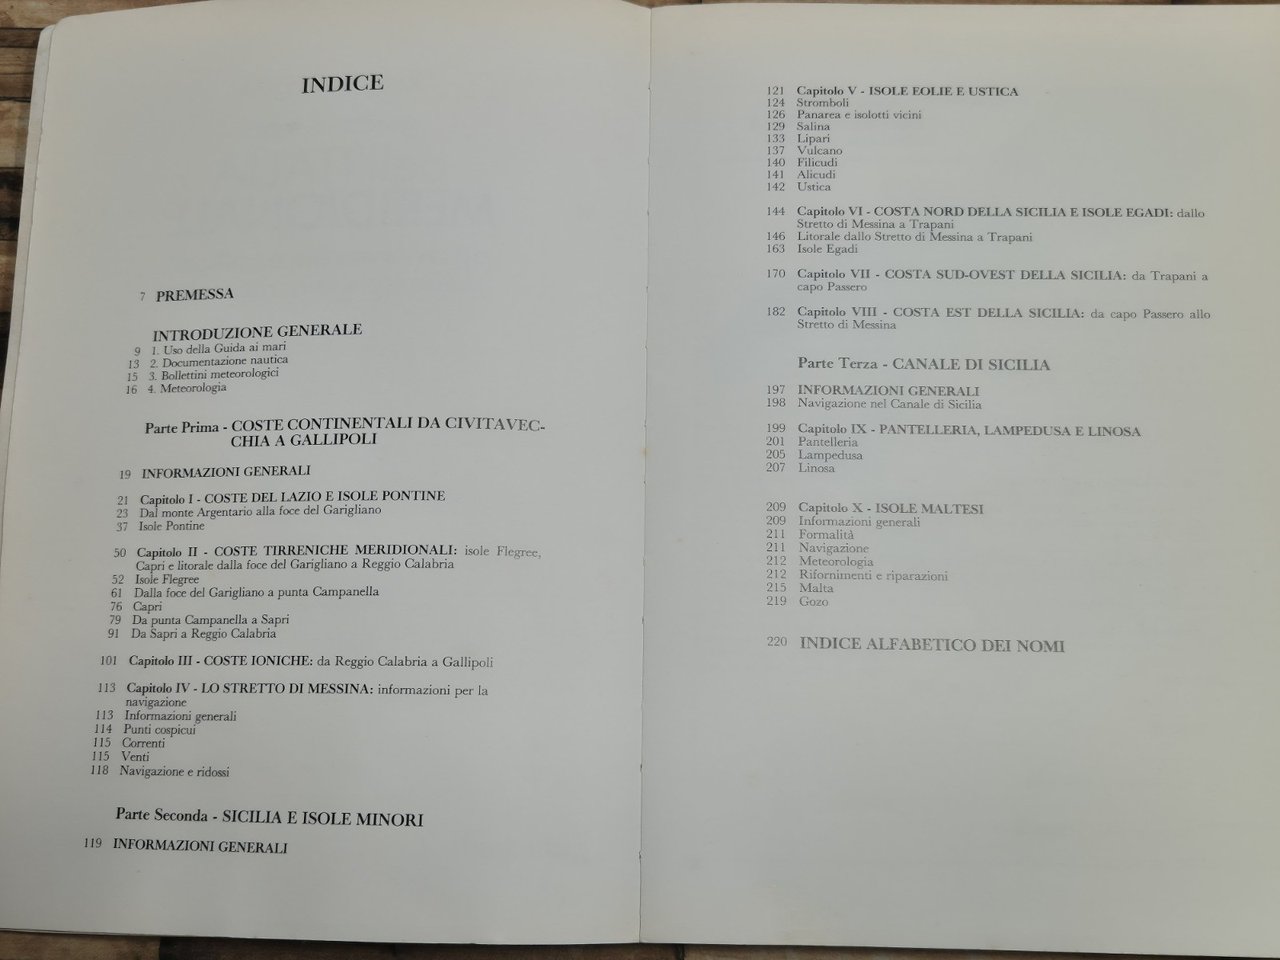 INDICE
7 PREMESSA
INTRODUZIONE GENERALE
9 1. Uso della Guida ai mari
13 2. Documentazione nautica
15 3. Bollettini meteorologici
16 4. Meteorologia
Parte Prima - COSTE CONTINENTALI DA CIVITAVEC-
CHIA A GALLIPOLI
19 INFORMAZIONI GENERALI
21 Capitolo I - COSTE DEL LAZIO E ISOLE PONTINE
23 Dal monte Argentario alla foce del Garigliano
37 Isole Pontine
50 Capitolo II - COSTE TIRRENICHE MERIDIONALI: isole Flegree,
Capri e litorale dalla foce del Garigliano a Reggio Calabria
52 Isole Flegree
61 Dalla foce del Garigliano a punta Campanella
76 Capri
79 Da punta Campanella a Sapri
91 Da Sapri a Reggio Calabria
101 Capitolo III - COSTE IONICHE: da Reggio Calabria a Gallipoli
113 Capitolo IV - LO STRETTO DI MESSINA: informazioni per la
navigazione
113 Informazioni generali
114 Punti cospicui
115 Correnti
115 Venti
118 Navigazione e ridossi
Parte Seconda - SICILIA E ISOLE MINORI
119 INFORMAZIONI GENERALI
121 Capitolo V - ISOLE EOLIE E USTICA
124 Stromboli
126 Panarea e isolotti vicini
129 Salina
133 Lipari
137 Vulcano
140 Filicudi
141 Alicudi
142 Ustica
144 Capitolo VI - COSTA NORD DELLA SICILIA E ISOLE EGADI: dallo
Stretto di Messina a Trapani
146 Litorale dallo Stretto di Messina a Trapani
163 Isole Egadi
170 Capitolo VII - COSTA SUD-OVEST DELLA SICILIA: da Trapani a
capo Passero
182 Capitolo VIII - COSTA EST DELLA SICILIA: da capo Passero allo
Stretto di Messina
Parte Terza - CANALE DI SICILIA
197 INFORMAZIONI GENERALI
198 Navigazione nel Canale di Sicilia
199 Capitolo IX - PANTELLERIA, LAMPEDUSA E LINOSA
201 Pantelleria
205 Lampedusa
207 Linosa
209 Capitolo X - ISOLE MALTESI
209 Informazioni generali
211 Formalità
211 Navigazione
212 Meteorologia
212 Rifornimenti e riparazioni
215 Malta
219 Gozo
220 INDICE ALFABETICO DEI NOMI